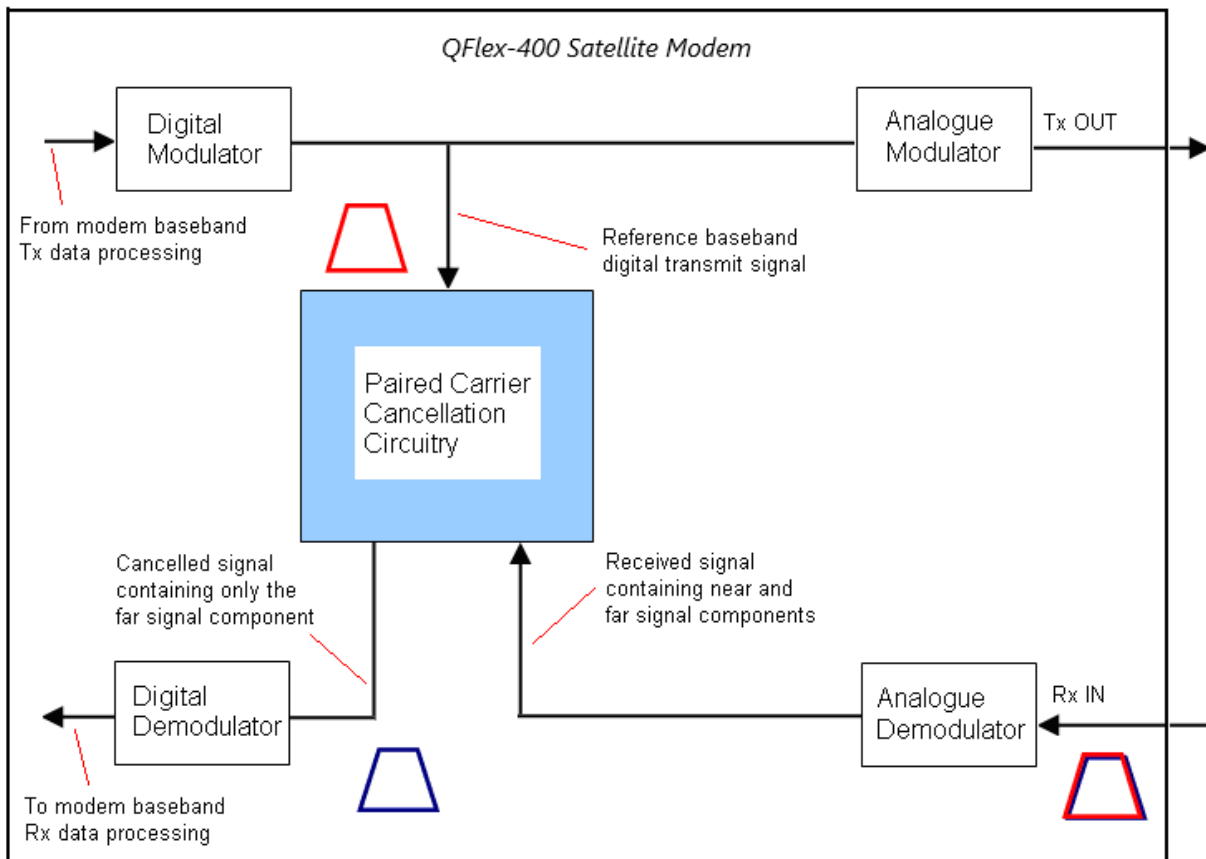 QFlex-400 Satellite Modem
Digital
Modulator
Analogue
Modulator
Tx OUT
From modem baseband
Tx data processing
Reference baseband
digital transmit signal
Paired Carrier
Cancellation
Circuitry
Cancelled signal
containing only the
far signal component
Received signal
containing near and
far signal components
Digital
Demodulator
Analogue
Demodulator
Rx IN
To modem baseband
Rx data processing